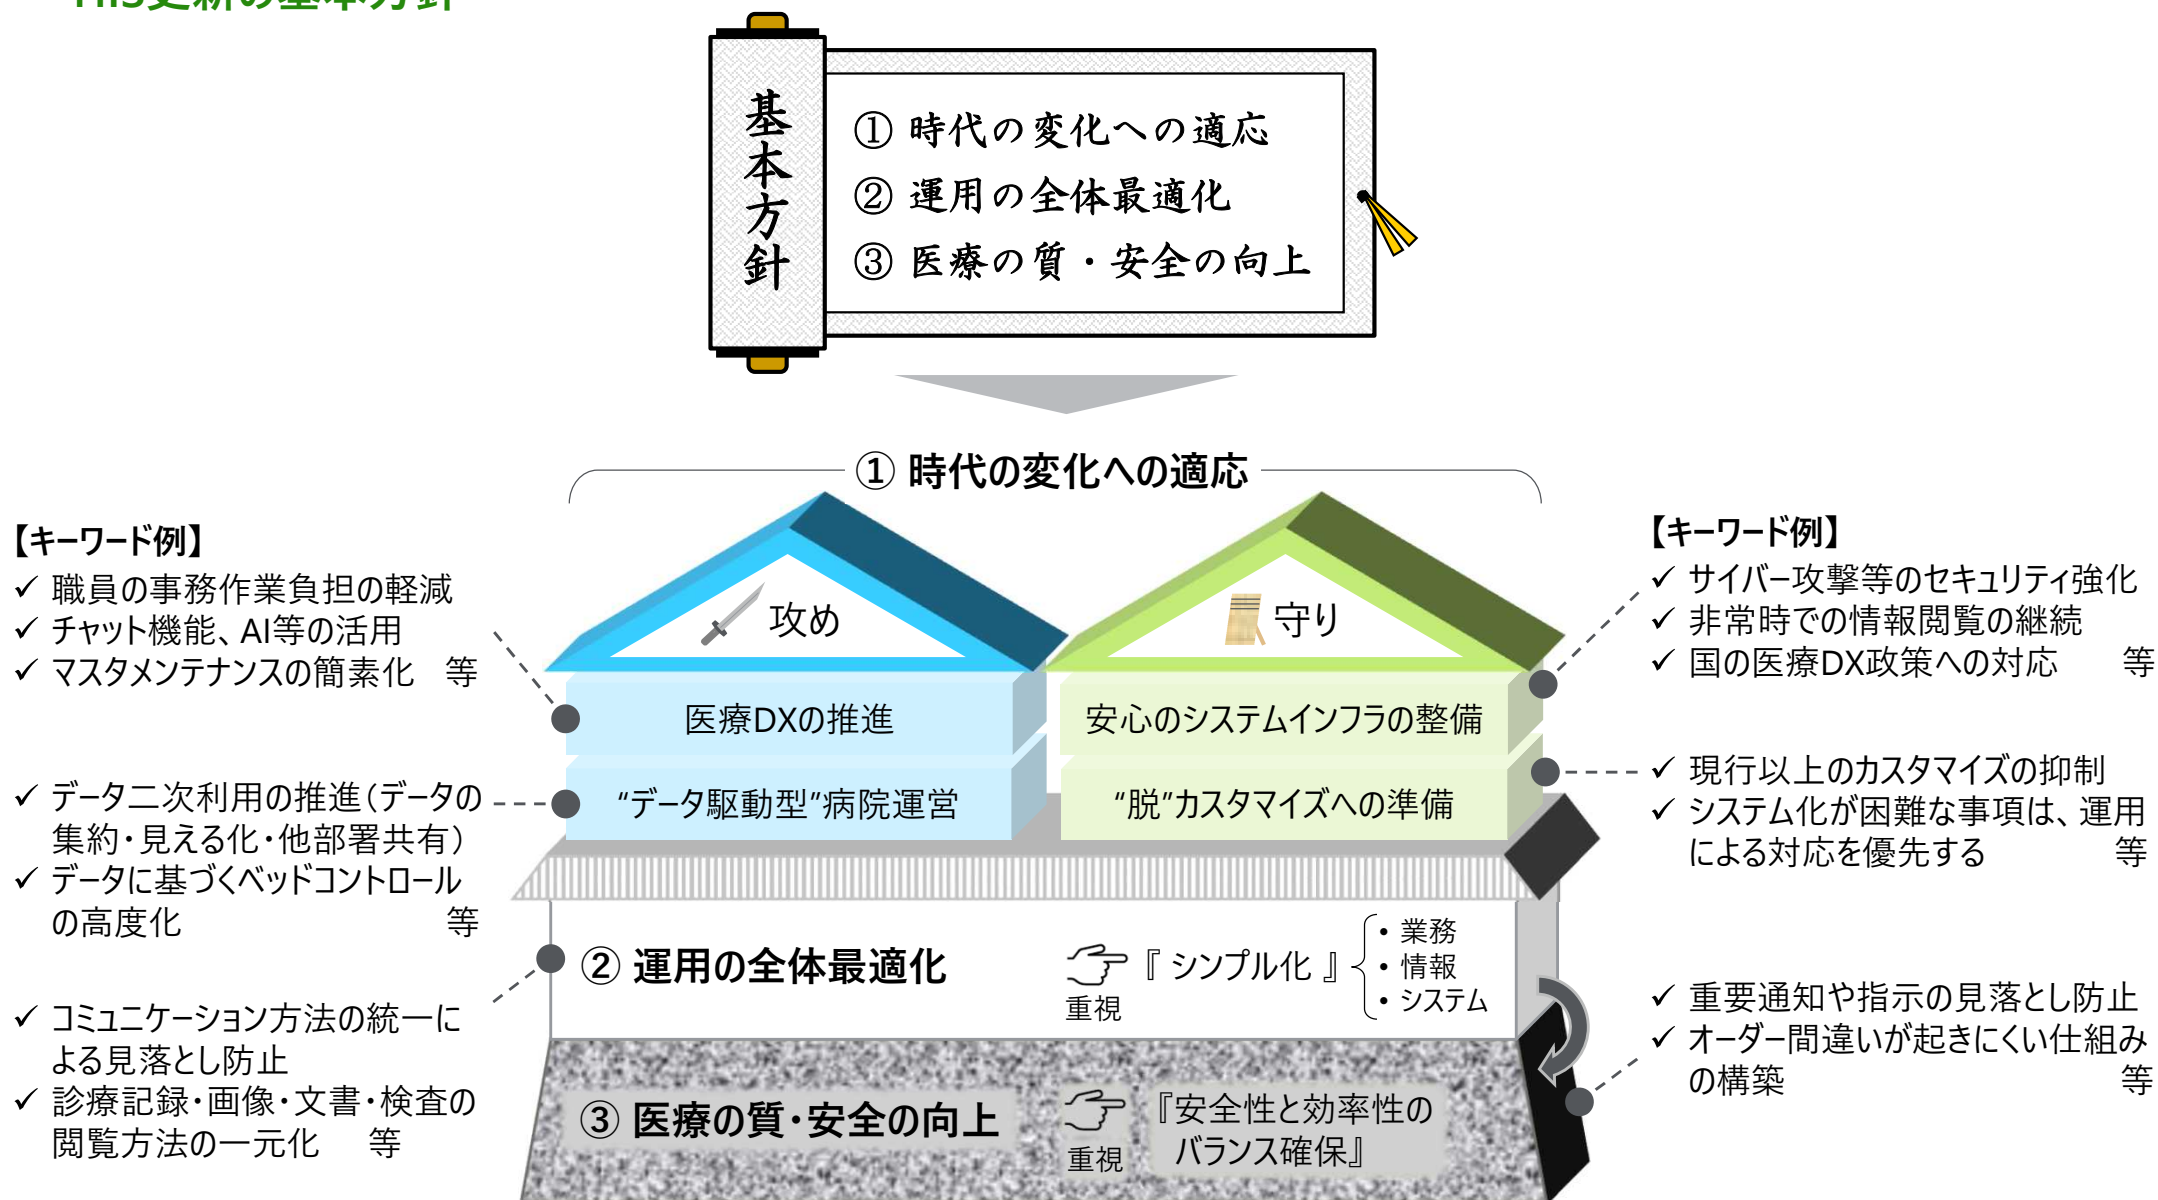 HIS更新の基本方針
基本方針
① 時代の変化への適応
② 運用の全体最適化
③ 医療の質・安全の向上
① 時代の変化への適応
【キーワード例】
✓ 職員の事務作業負担の軽減
✓ チャット機能、AI等の活用
✓ マスタメンテナンスの簡素化 等
✓ データ二次利用の推進(データの
集約・見える化・他部署共有)
✓ データに基づくベッドコントロール
の高度化 等
✓ コミュニケーション方法の統一に
よる見落とし防止
✓ 診療記録・画像・文書・検査の
閲覧方法の一元化 等
攻め
医療DXの推進
“データ駆動型”病院運営
守り
安心のシステムインフラの整備
“脱”カスタマイズへの準備
② 運用の全体最適化
重視
『 シンプル化 』
• 業務
• 情報
• システム
③ 医療の質・安全の向上
重視
『安全性と効率性の
バランス確保』
【キーワード例】
✓ サイバー攻撃等のセキュリティ強化
✓ 非常時での情報閲覧の継続
✓ 国の医療DX政策への対応 等
✓ 現行以上のカスタマイズの抑制
✓ システム化が困難な事項は、運用
による対応を優先する 等
✓ 重要通知や指示の見落とし防止
✓ オーダー間違いが起きにくい仕組み
の構築 等